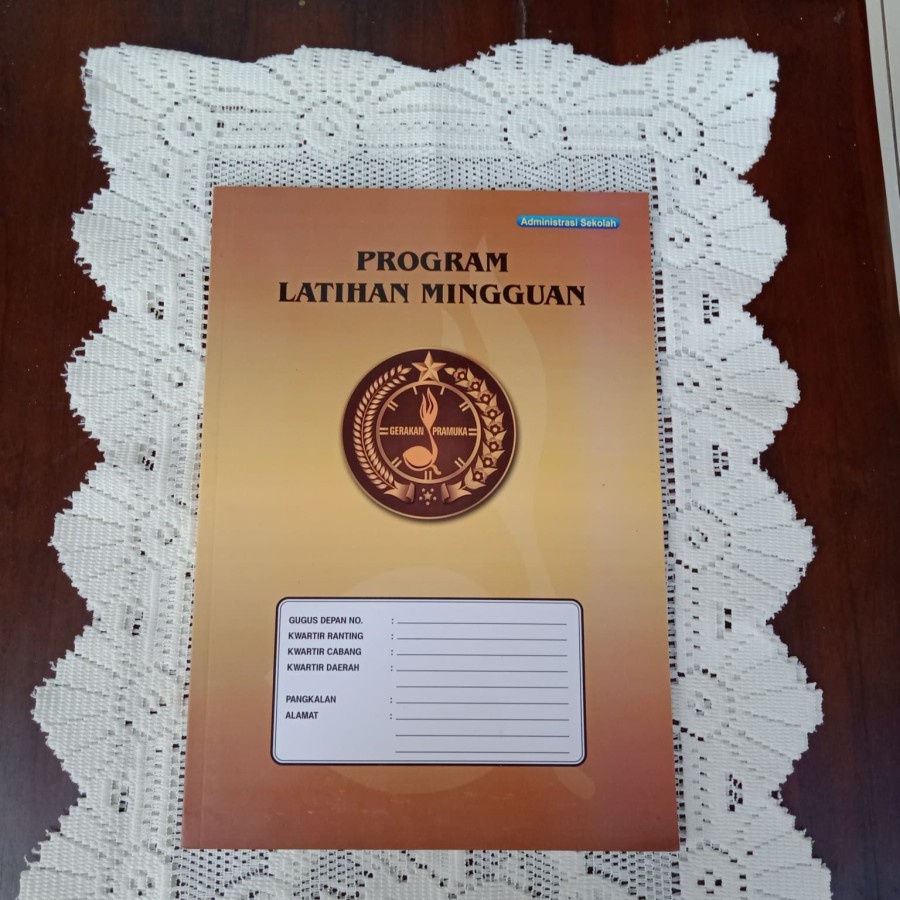 Administrasi Sekolah
PROGRAM
LATIHAN MINGGUAN
GERAKAN PRAMUKA
GUGUS DEPAN NO. :
KWARTIR RANTING :
KWARTIR CABANG :
KWARTIR DAERAH :
PANGKALAN :
ALAMAT :